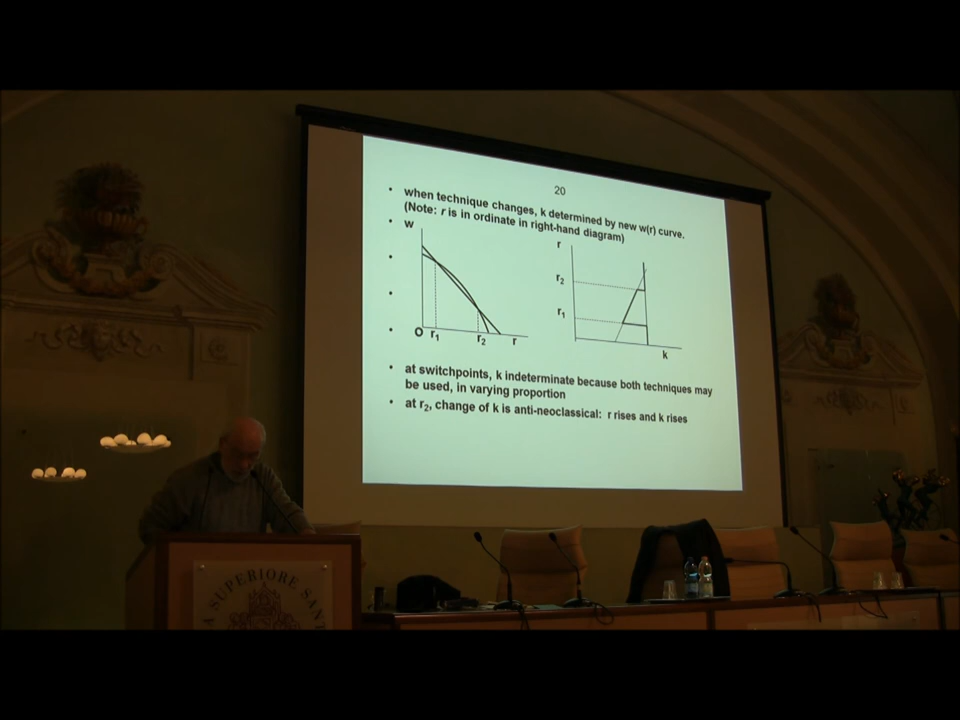 20
• when technique changes, k determined by new w(r) curve.
(Note: r is in ordinate in right-hand diagram)
• w
r
•
r₂
•
r₁
•
O r₁ r₂ r
k
• at switchpoints, k indeterminate because both techniques may
be used, in varying proportion
• at r₂, change of k is anti-neoclassical: r rises and k rises
A SUPERIORE SANT